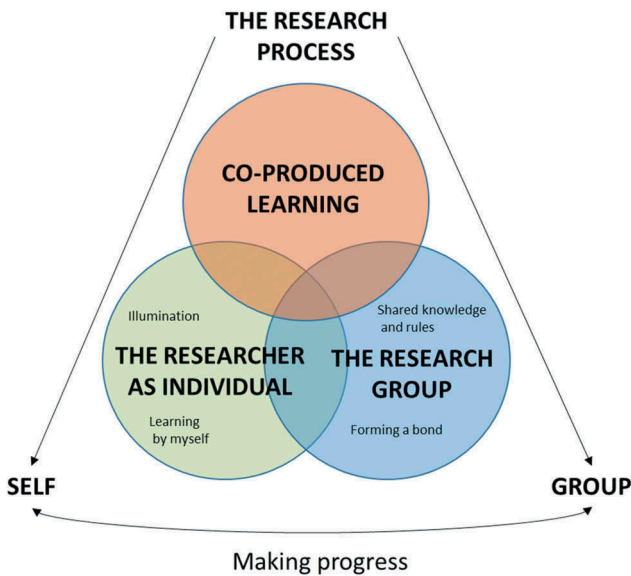 THE RESEARCH
PROCESS
CO-PRODUCED
LEARNING
Illumination
THE RESEARCHER
AS INDIVIDUAL
Learning
by myself
Shared knowledge
and rules
THE RESEARCH
GROUP
Forming a bond
SELF
GROUP
Making progress